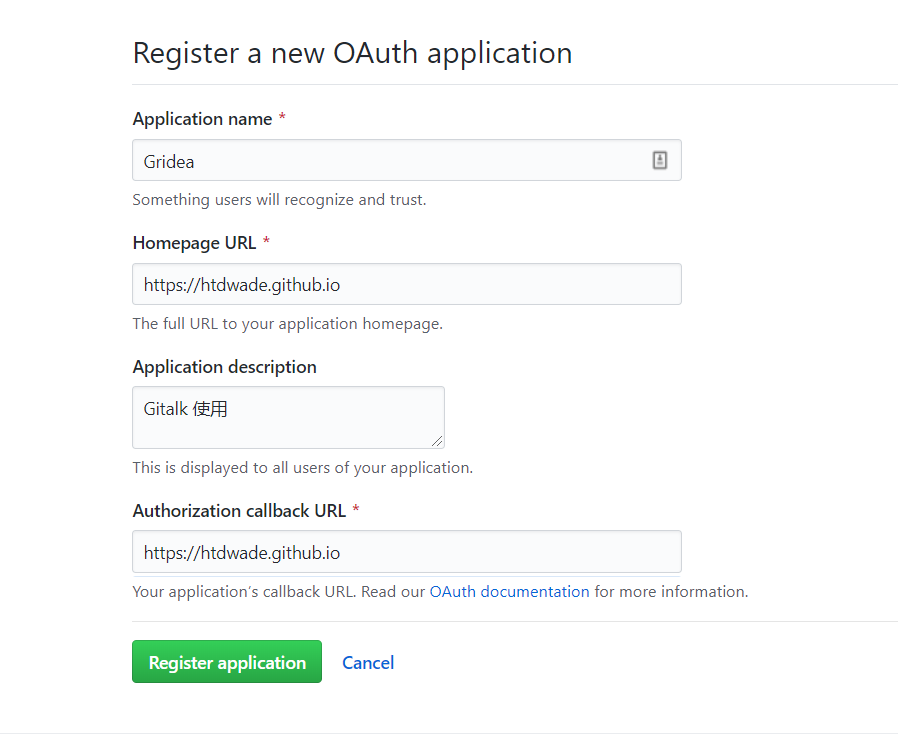 Register a new OAuth application
Application name *
Gridea
Something users will recognize and trust.
Homepage URL *
https://htdwade.github.io
The full URL to your application homepage.
Application description
Gitalk 使用
This is displayed to all users of your application.
Authorization callback URL *
https://htdwade.github.io
Your application’s callback URL. Read our OAuth documentation for more information.
Register application Cancel